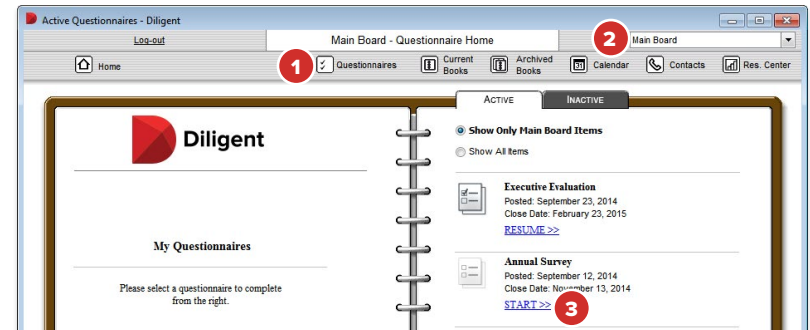 Active Questionnaires - Diligent
Log-out
Main Board - Questionnaire Home
2
Main Board
Home
1
Questionnaires
Current
Books
Archived
Books
31
Calendar
Contacts
Res. Center
ACTIVE
INACTIVE
Diligent
Show Only Main Board Items
Show All Items
Executive Evaluation
Posted: September 23, 2014
Close Date: February 23, 2015
RESUME >>
My Questionnaires
Please select a questionnaire to complete
from the right.
Annual Survey
Posted: September 12, 2014
Close Date: November 13, 2014
START >>
3